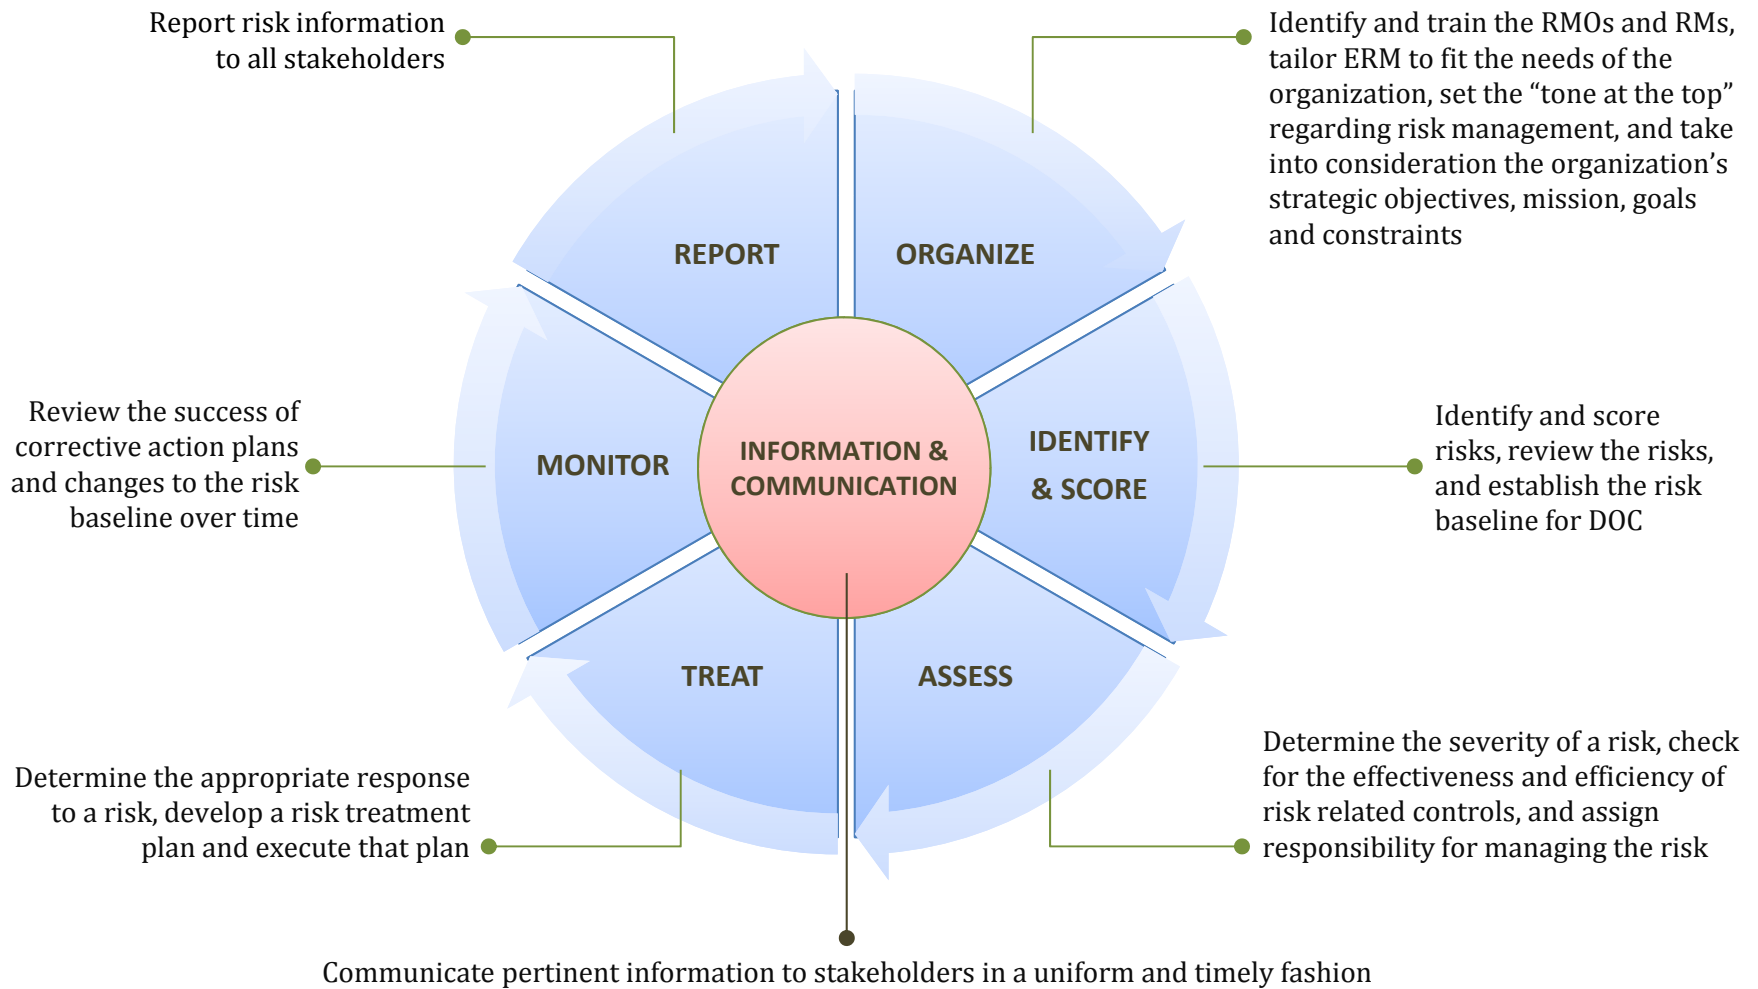 Report risk information
to all stakeholders
Identify and train the RMOs and RMs,
tailor ERM to fit the needs of the
organization, set the “tone at the top”
regarding risk management, and take
into consideration the organization’s
strategic objectives, mission, goals
and constraints
REPORT
ORGANIZE
Review the success of
corrective action plans
and changes to the risk
baseline over time
MONITOR
INFORMATION &
COMMUNICATION
IDENTIFY
& SCORE
Identify and score
risks, review the risks,
and establish the risk
baseline for DOC
TREAT
ASSESS
Determine the appropriate response
to a risk, develop a risk treatment
plan and execute that plan
Determine the severity of a risk, check
for the effectiveness and efficiency of
risk related controls, and assign
responsibility for managing the risk
Communicate pertinent information to stakeholders in a uniform and timely fashion